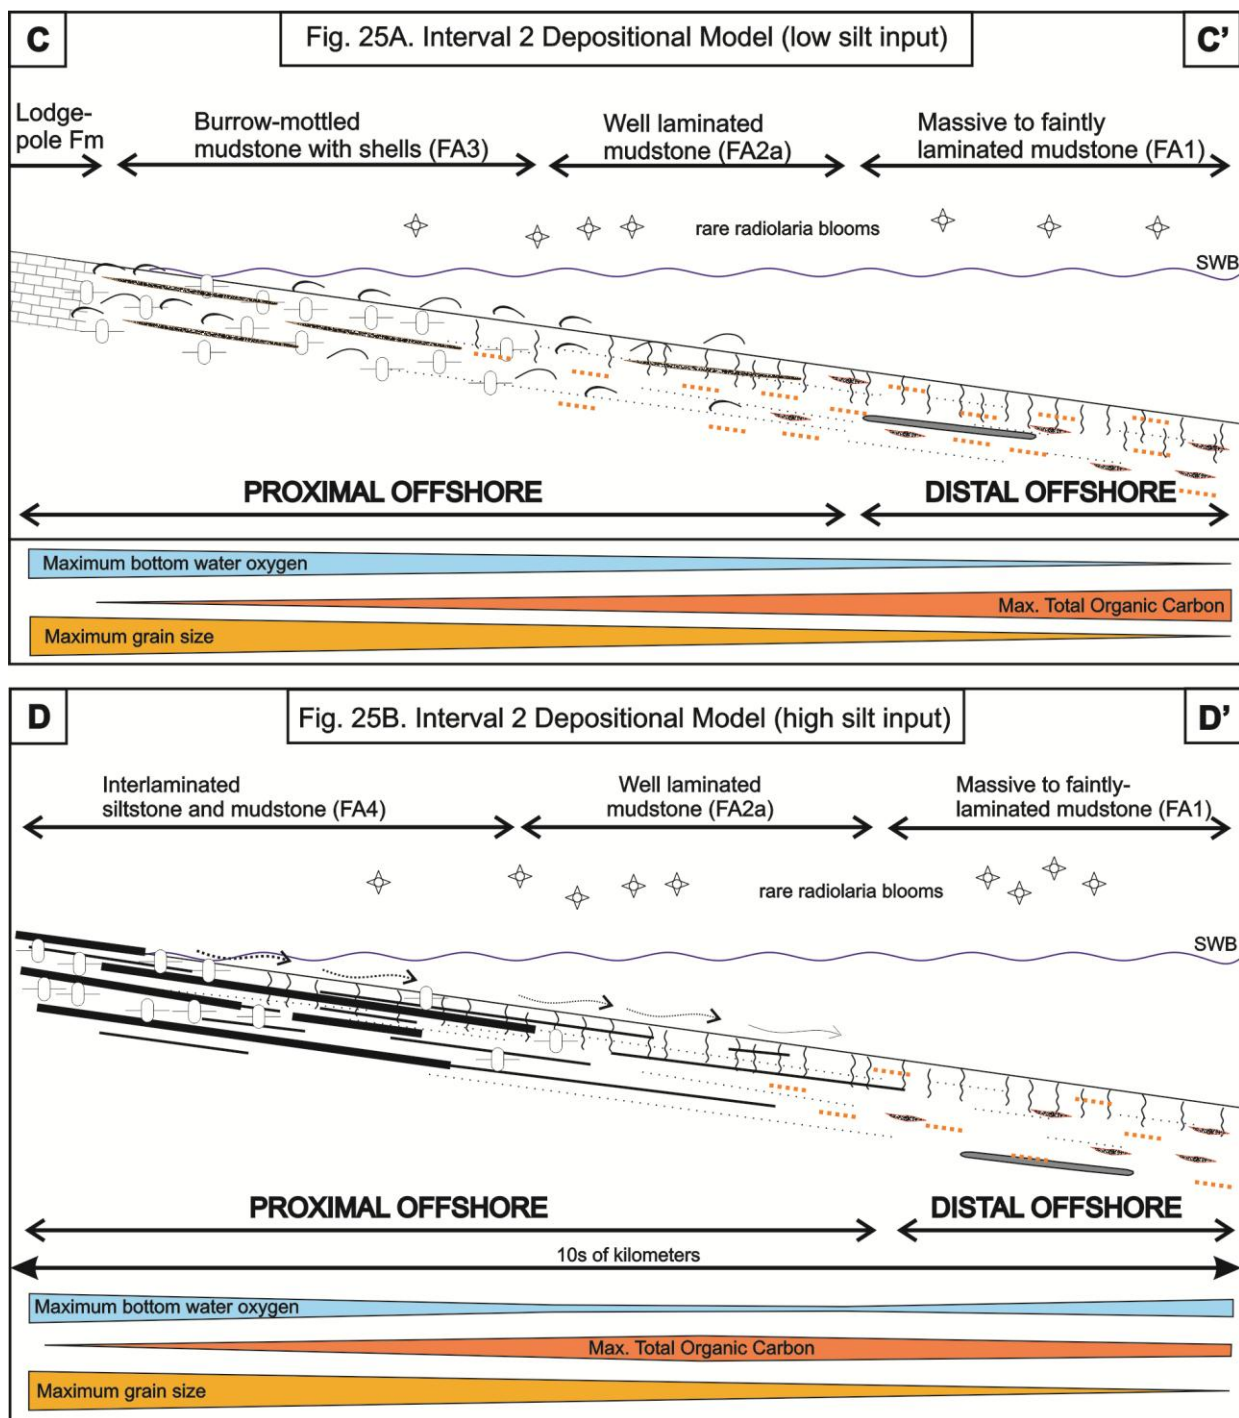 C
Fig. 25A. Interval 2 Depositional Model (low silt input)
C’
Lodge-
pole Fm
Burrow-mottled
mudstone with shells (FA3)
Well laminated
mudstone (FA2a)
Massive to faintly
laminated mudstone (FA1)
rare radiolaria blooms
SWB
PROXIMAL OFFSHORE
DISTAL OFFSHORE
Maximum bottom water oxygen
Max. Total Organic Carbon
Maximum grain size
D
Fig. 25B. Interval 2 Depositional Model (high silt input)
D’
Interlaminated
siltstone and mudstone (FA4)
Well laminated
mudstone (FA2a)
Massive to faintly-
laminated mudstone (FA1)
rare radiolaria blooms
SWB
PROXIMAL OFFSHORE
DISTAL OFFSHORE
10s of kilometers
Maximum bottom water oxygen
Max. Total Organic Carbon
Maximum grain size